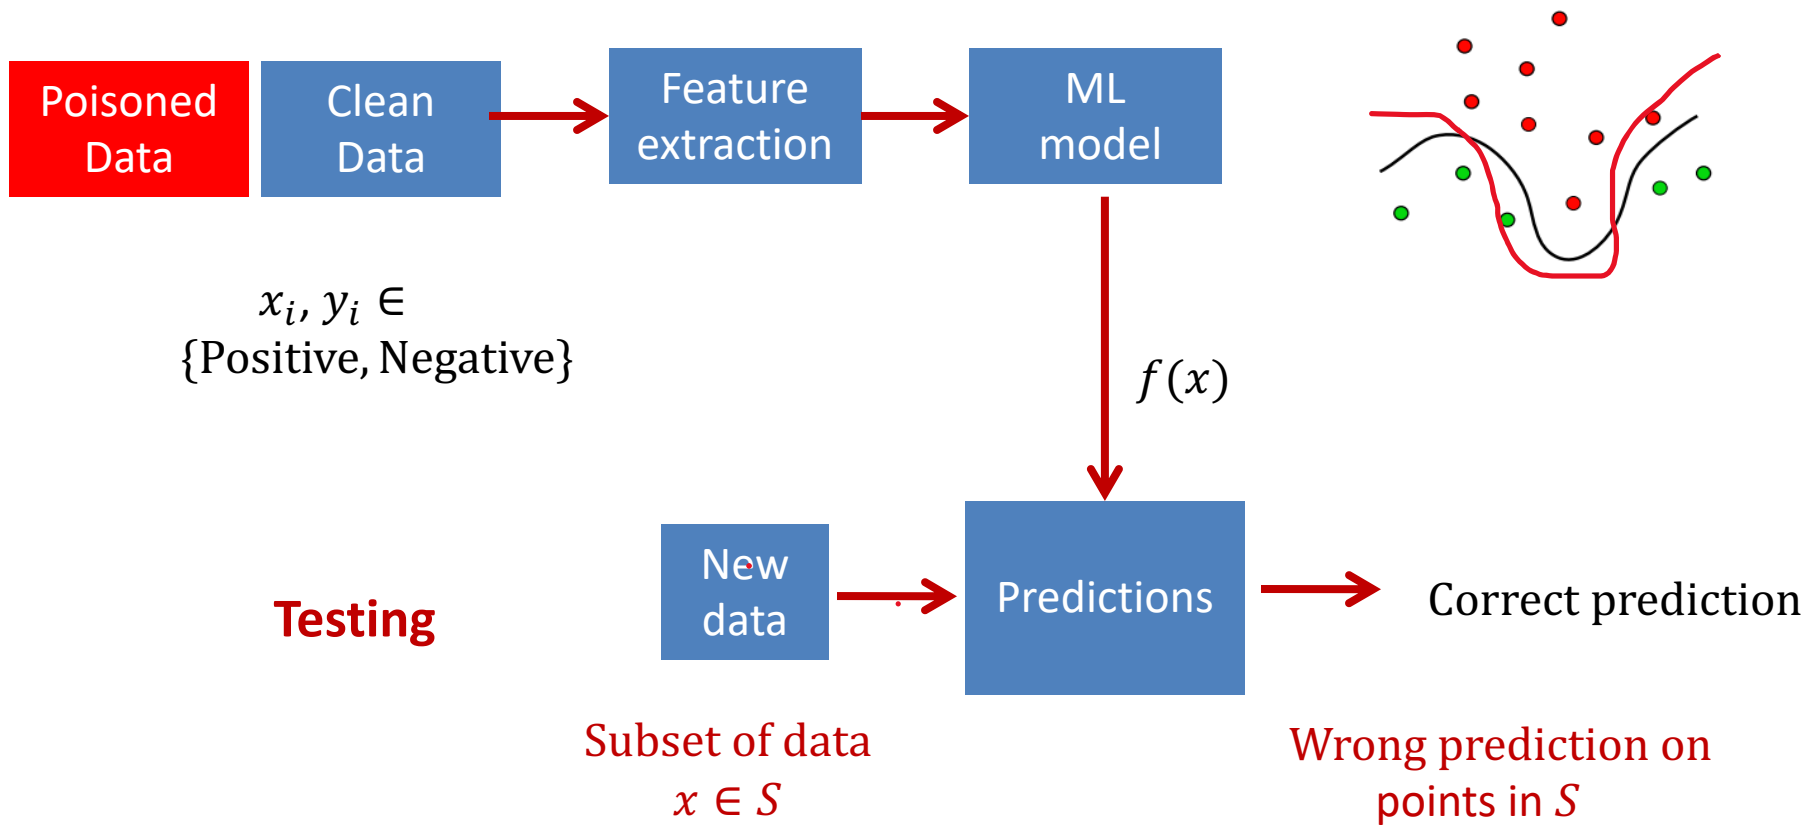 Poisoned
Data
Clean
Data
Feature
extraction
ML
model
xᵢ, yᵢ ∈
{Positive, Negative}
f(x)
Testing
New
data
Predictions
Correct prediction
Subset of data
x ∈ S
Wrong prediction on
points in S